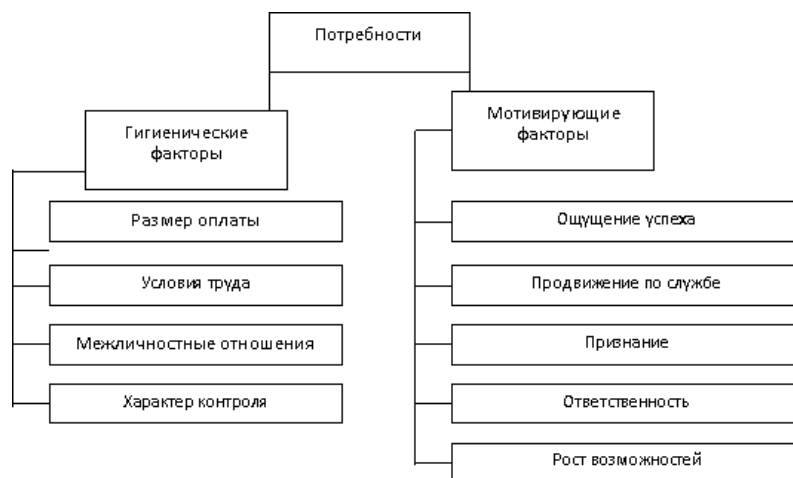 Потребности
Гигиенические
факторы
Размер оплаты
Условия труда
Межличностные отношения
Характер контроля
Мотивирующие
факторы
Ощущение успеха
Продвижение по службе
Признание
Ответственность
Рост возможностей